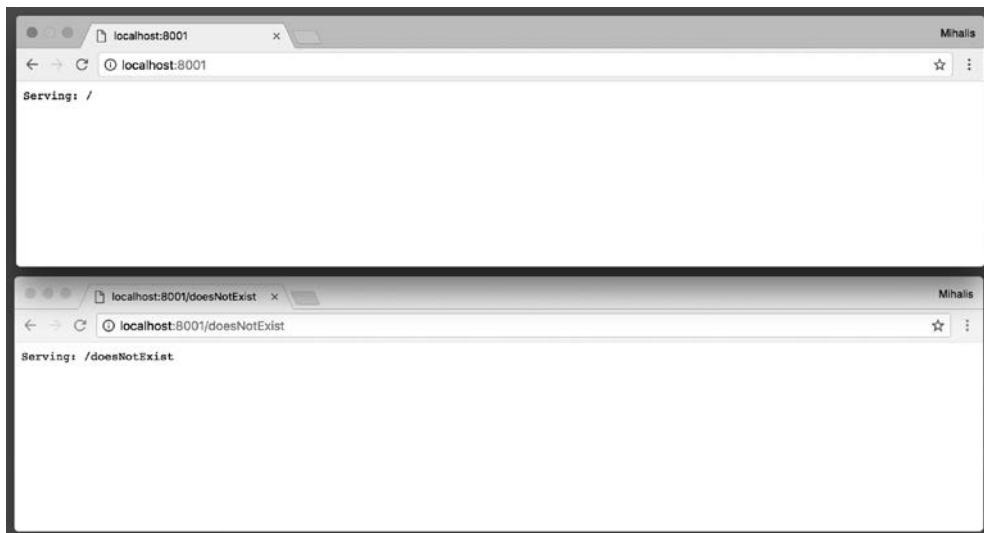 localhost:8001
Mihalis
localhost:8001
Serving: /
localhost:8001/doesNotExist
Mihalis
localhost:8001/doesNotExist
Serving: /doesNotExist